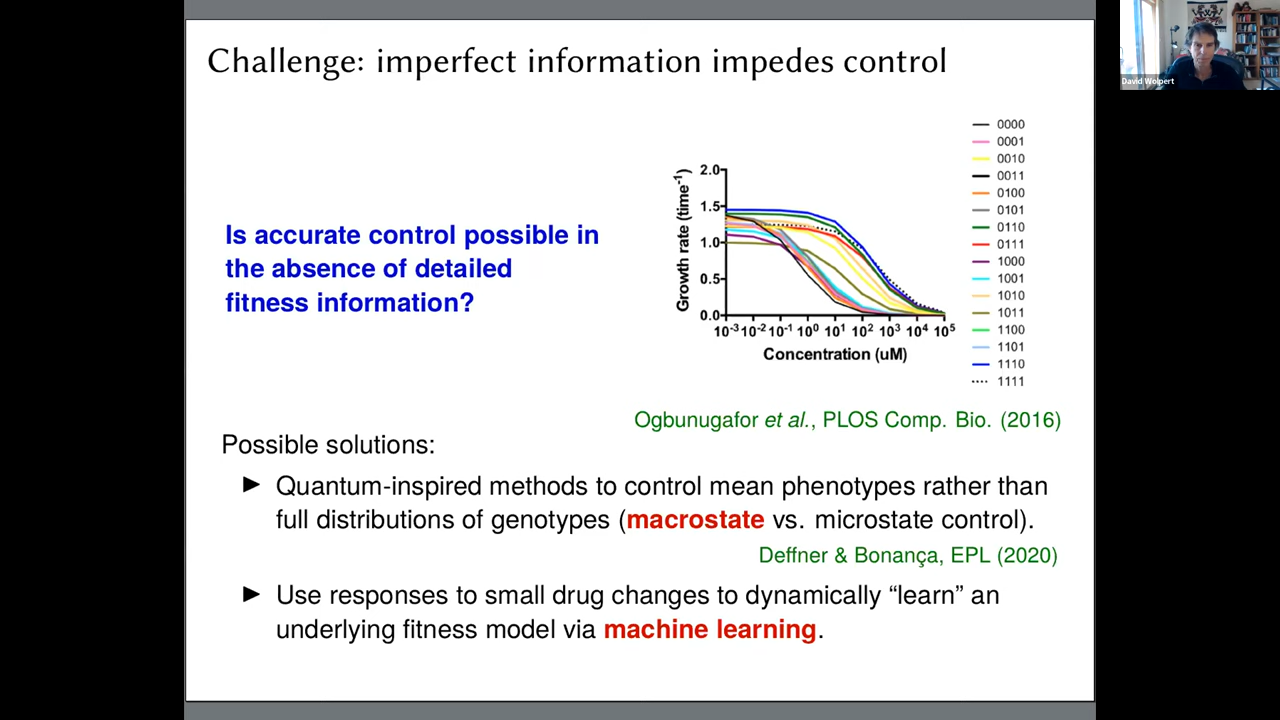 Challenge: imperfect information impedes control
David Wolpert
Is accurate control possible in
the absence of detailed
fitness information?
Growth rate (time⁻¹)
2.0
1.5
1.0
0.5
0.0
10⁻³ 10⁻² 10⁻¹ 10⁰ 10¹ 10² 10³ 10⁴ 10⁵
Concentration (uM)
0000
0001
0010
0011
0100
0101
0110
0111
1000
1001
1010
1011
1100
1101
1110
1111
Ogbunugafor et al., PLOS Comp. Bio. (2016)
Possible solutions:
► Quantum-inspired methods to control mean phenotypes rather than
full distributions of genotypes (macrostate vs. microstate control).
Deffner & Bonança, EPL (2020)
► Use responses to small drug changes to dynamically “learn” an
underlying fitness model via machine learning.